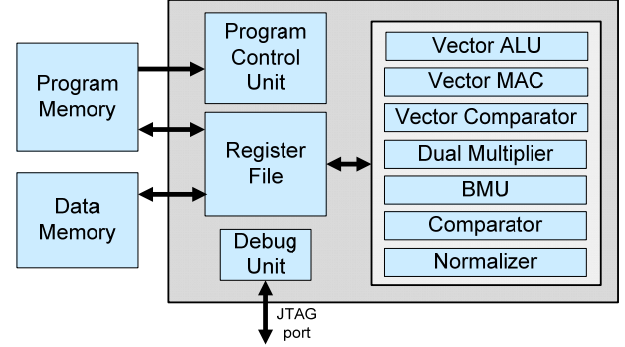 Program
Memory
Data
Memory
Program
Control
Unit
Register
File
Debug
Unit
JTAG
port
Vector ALU
Vector MAC
Vector Comparator
Dual Multiplier
BMU
Comparator
Normalizer